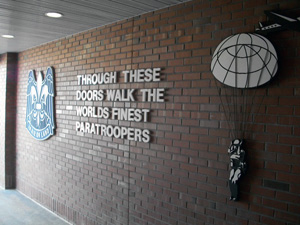 THROUGH THESE
DOORS WALK THE
WORLDS FINEST
PARATROOPERS